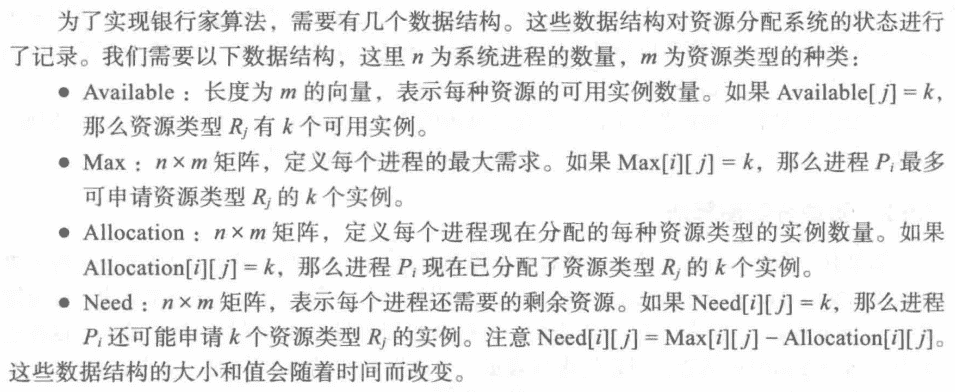 为了实现银行家算法，需要有几个数据结构。这些数据结构对资源分配系统的状态进行
了记录。我们需要以下数据结构，这里 n 为系统进程的数量，m 为资源类型的种类：
● Available：长度为 m 的向量，表示每种资源的可用实例数量。如果 Available[ j] = k，
那么资源类型 Rj 有 k 个可用实例。
● Max：n × m 矩阵，定义每个进程的最大需求。如果 Max[i][ j] = k，那么进程 Pi 最多
可申请资源类型 Rj 的 k 个实例。
● Allocation：n × m 矩阵，定义每个进程现在分配的每种资源类型的实例数量。如果
Allocation[i][ j] = k，那么进程 Pi 现在已分配了资源类型 Rj 的 k 个实例。
● Need：n × m 矩阵，表示每个进程还需要的剩余资源。如果 Need[i][ j] = k，那么进程
Pi 还可能申请 k 个资源类型 Rj 的实例。注意 Need[i][ j] = Max[i][ j] − Allocation[i][ j]。
这些数据结构的大小和值会随着时间而改变。